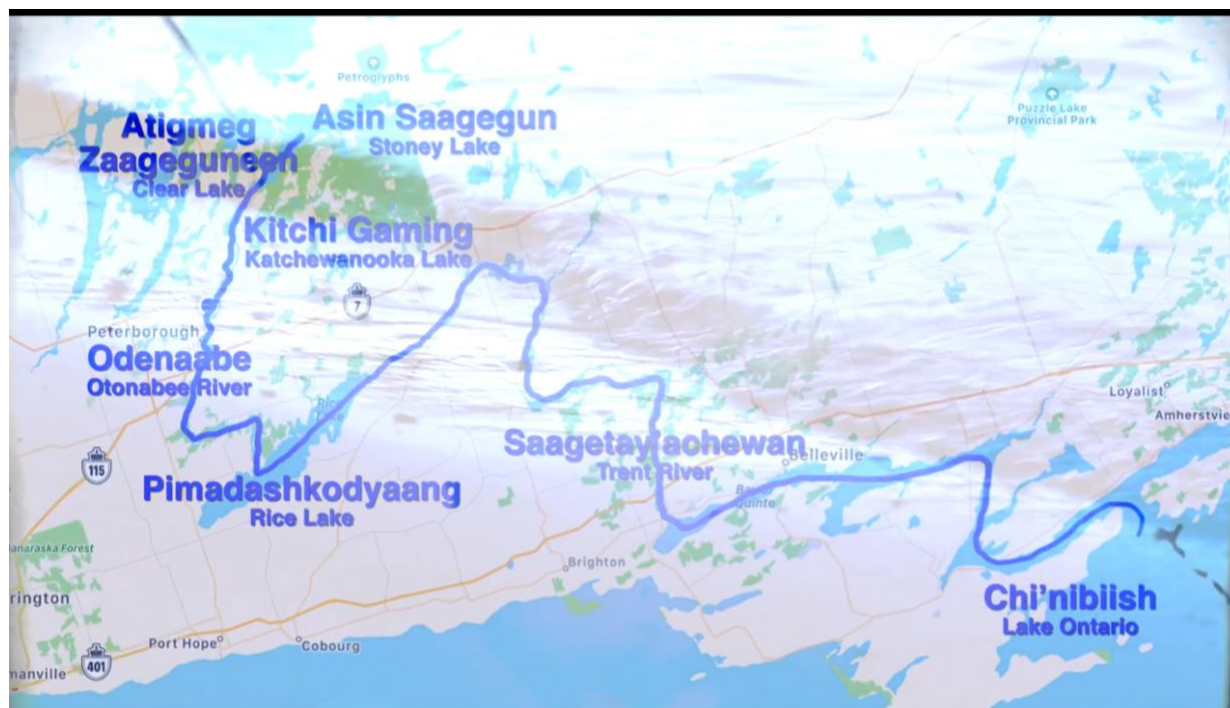 Petroglyphs
Puzzle Lake
Provincial Park
Atigmeg
Zaageguneen
Clear Lake
Asin Saagegun
Stoney Lake
Kitchi Gaming
Katchewanooka Lake
7
Peterborough
Odenaabe
Otonabee River
Rice
Lake
Loyalist
Amherstvie
115
Saagetay'achewan
Trent River
Belleville
Pimadashkodyaang
Rice Lake
Quinte
anaraska Forest
Brighton
rington
Chi'nibiish
Lake Ontario
Port Hope
Cobourg
401
manville